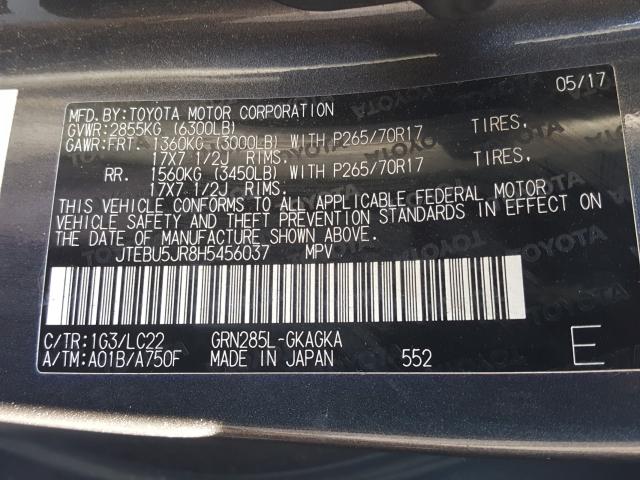 05/17
MFD.BY:TOYOTA MOTOR CORPORATION
GVWR:2855KG (6300LB)
GAWR:FRT. 1360KG (3000LB) WITH P265/70R17 TIRES,
17X7 1/2J RIMS:
RR. 1560KG (3450LB) WITH P265/70R17 TIRES,
17X7 1/2J RIMS:
THIS VEHICLE CONFORMS TO ALL APPLICABLE FEDERAL MOTOR
VEHICLE SAFETY AND THEFT PREVENTION STANDARDS IN EFFECT ON
THE DATE OF MANUFACTURE SHOWN ABOVE.
JTEBU5JR8H5456037 MPV
C/TR:1G3/LC22 GRN285L-GKAGKA
A/TM:A01B/A750F MADE IN JAPAN 552 E